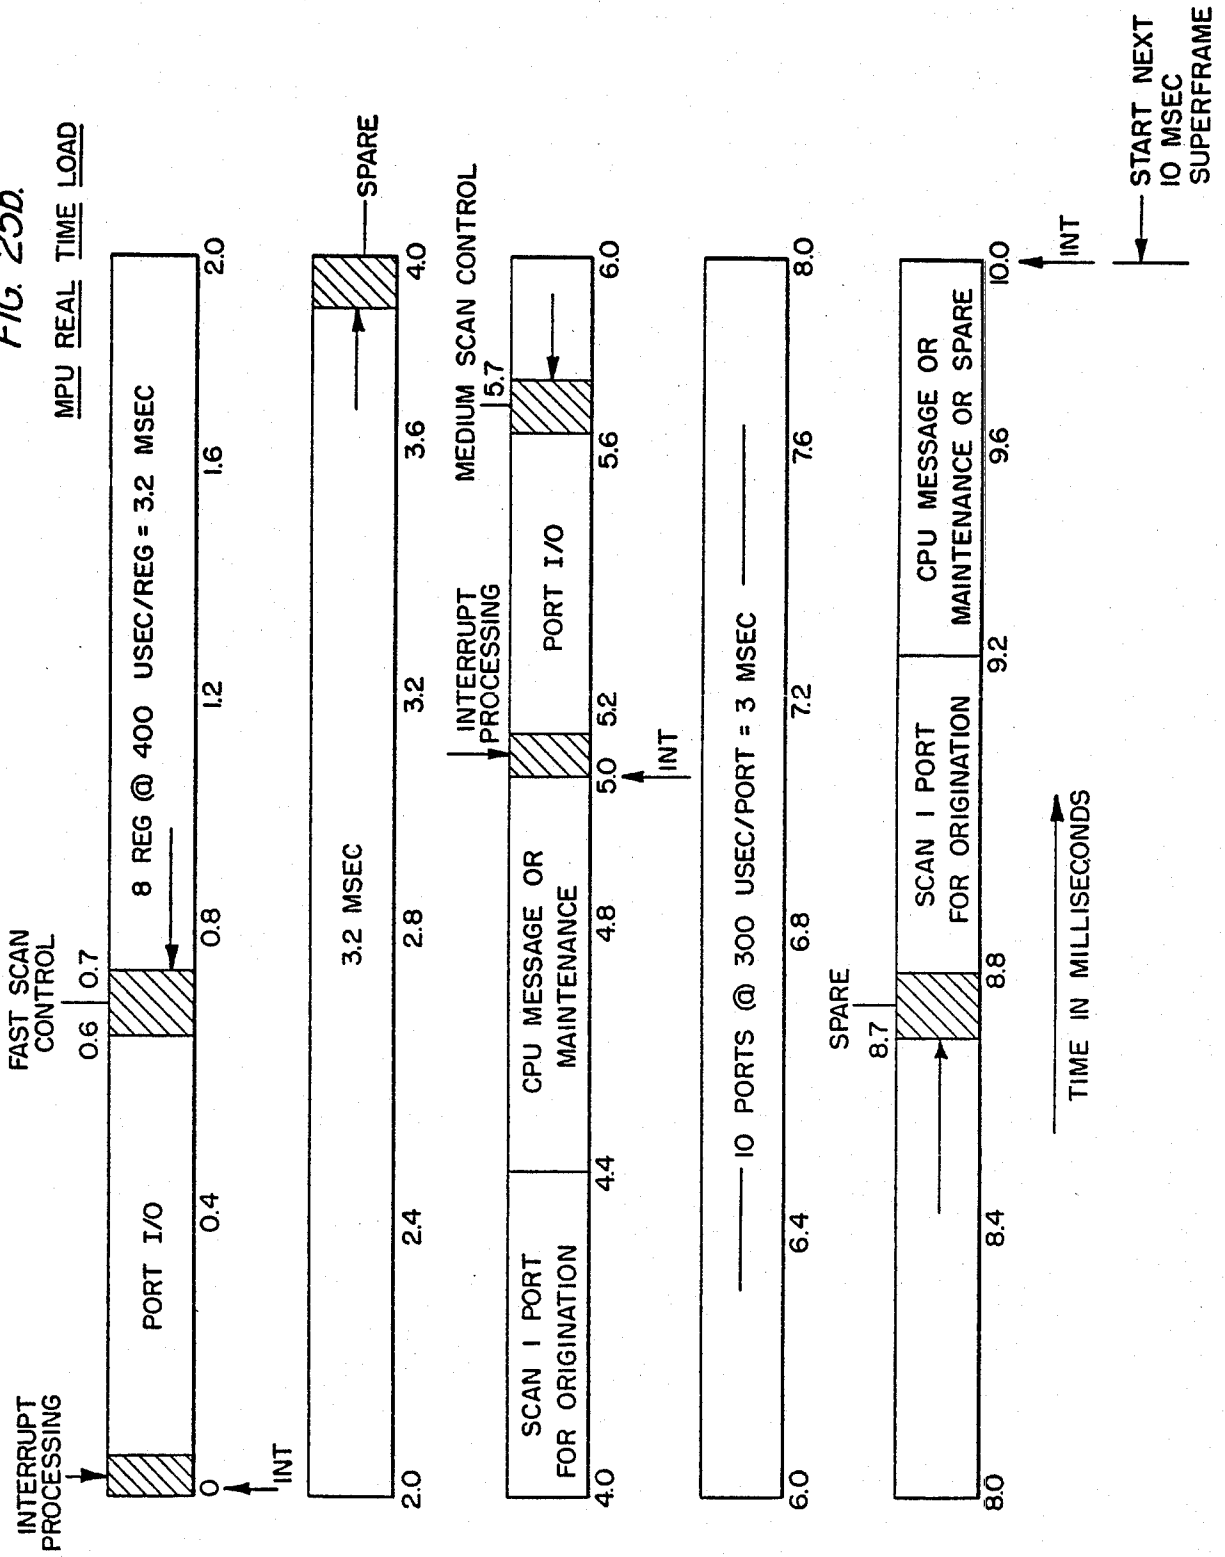 FIG. 25b.
MPU REAL TIME LOAD
INTERRUPT
PROCESSING
FAST SCAN
CONTROL
0.6
0.7
PORT I/O
8 REG @ 400 USEC/REG = 3.2 MSEC
0
0.4
0.8
1.2
1.6
2.0
INT
3.2 MSEC
SPARE
2.0
2.4
2.8
3.2
3.6
4.0
INTERRUPT
PROCESSING
MEDIUM SCAN CONTROL
5.7
SCAN 1 PORT
FOR ORIGINATION
CPU MESSAGE OR
MAINTENANCE
PORT I/O
4.0
4.4
4.8
5.0
5.2
5.6
6.0
INT
10 PORTS @ 300 USEC/PORT = 3 MSEC
6.0
6.4
6.8
7.2
7.6
8.0
SPARE
8.7
SCAN 1 PORT
FOR ORIGINATION
CPU MESSAGE OR
MAINTENANCE OR SPARE
8.0
8.4
8.8
9.2
9.6
10.0
INT
TIME IN MILLISECONDS
START NEXT
10 MSEC
SUPERFRAME